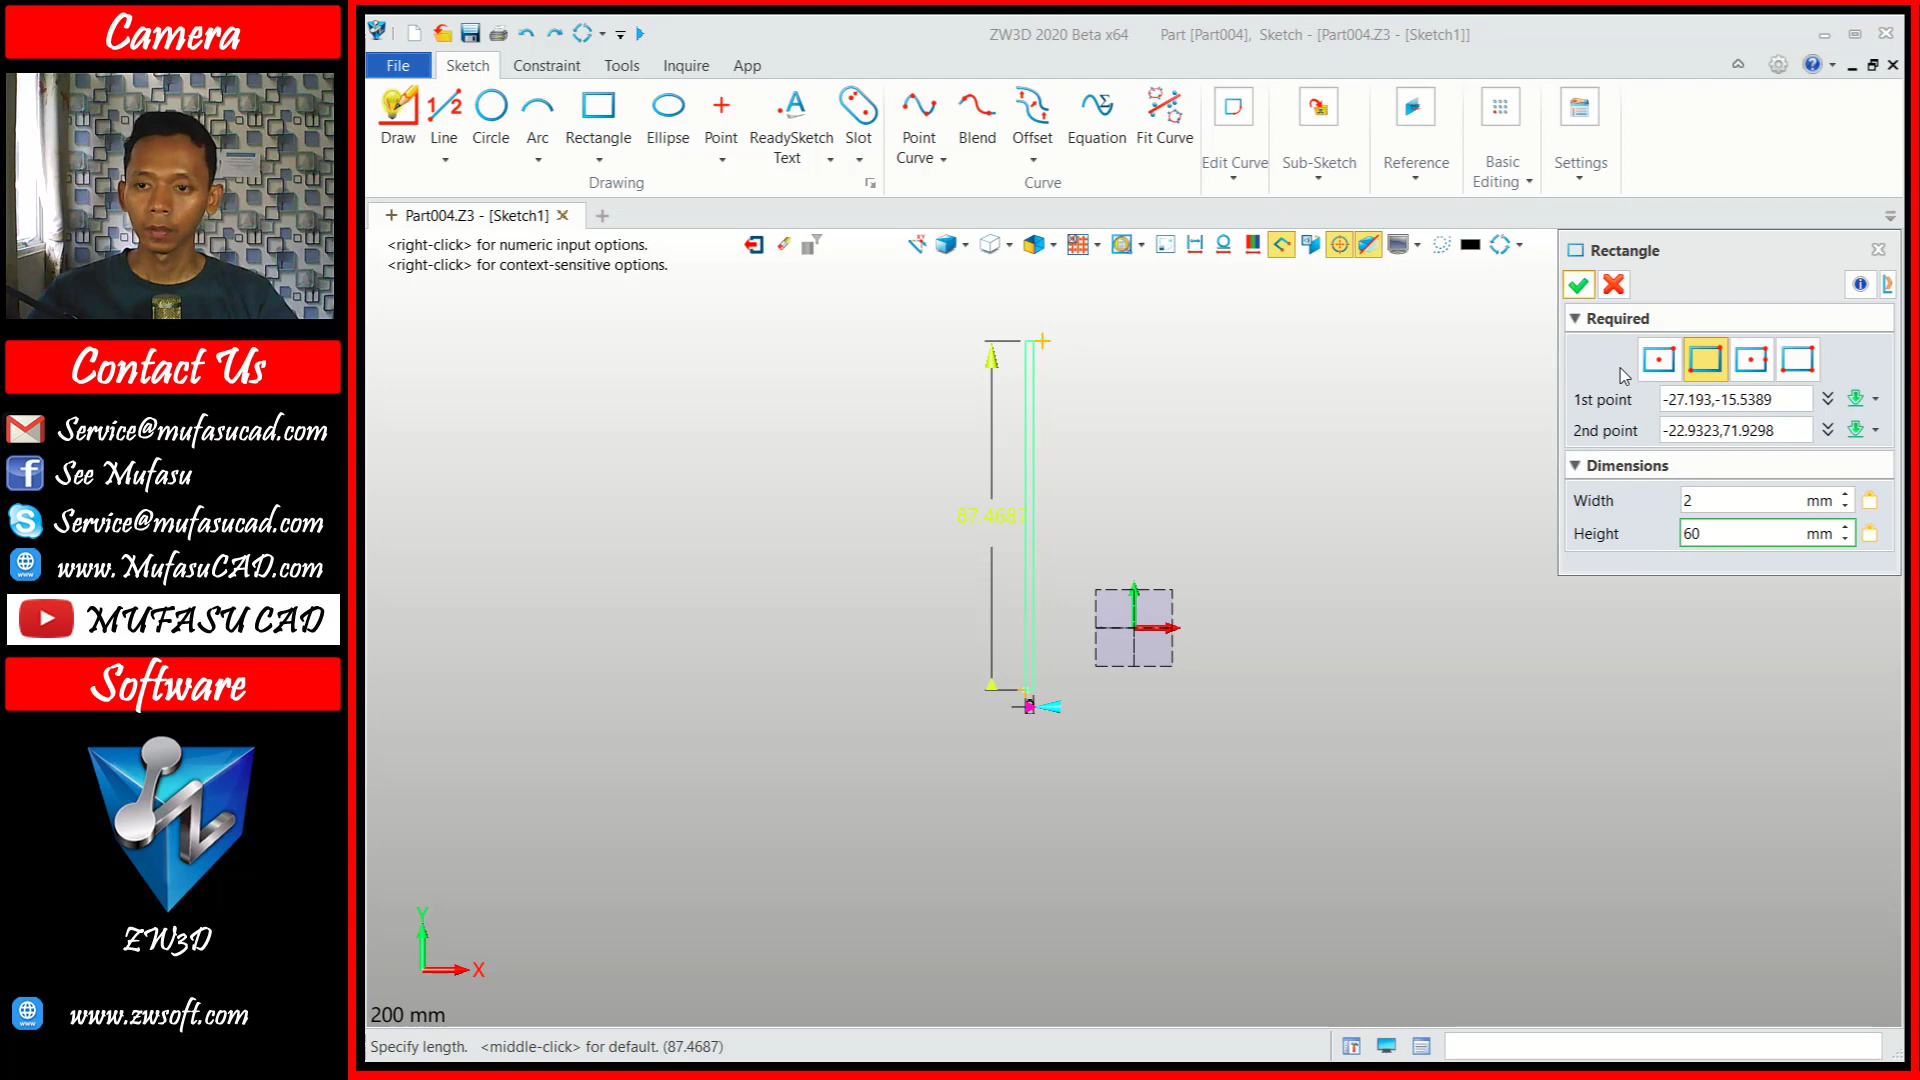 Camera
Contact Us
Service@mufasucad.com
See Mufasu
Service@mufasucad.com
www.MufasuCAD.com
MUFASU CAD
Software
ZW3D
www.zwsoft.com
ZW3D 2020 Beta x64 Part [Part004], Sketch - [Part004.Z3 - [Sketch1]]
File Sketch Constraint Tools Inquire App
Draw Line Circle Arc Rectangle Ellipse Point ReadySketch Text Slot
Drawing
Point Curve Blend Offset Equation Fit Curve
Curve
Edit Curve Sub-Sketch Reference Basic Editing Settings
Part004.Z3 - [Sketch1]
<right-click> for numeric input options.
<right-click> for context-sensitive options.
87.4687
Y
X
200 mm
Rectangle
Required
1st point -27.193,-15.5389
2nd point -22.9323,71.9298
Dimensions
Width 2 mm
Height 60 mm
Specify length. <middle-click> for default. (87.4687)